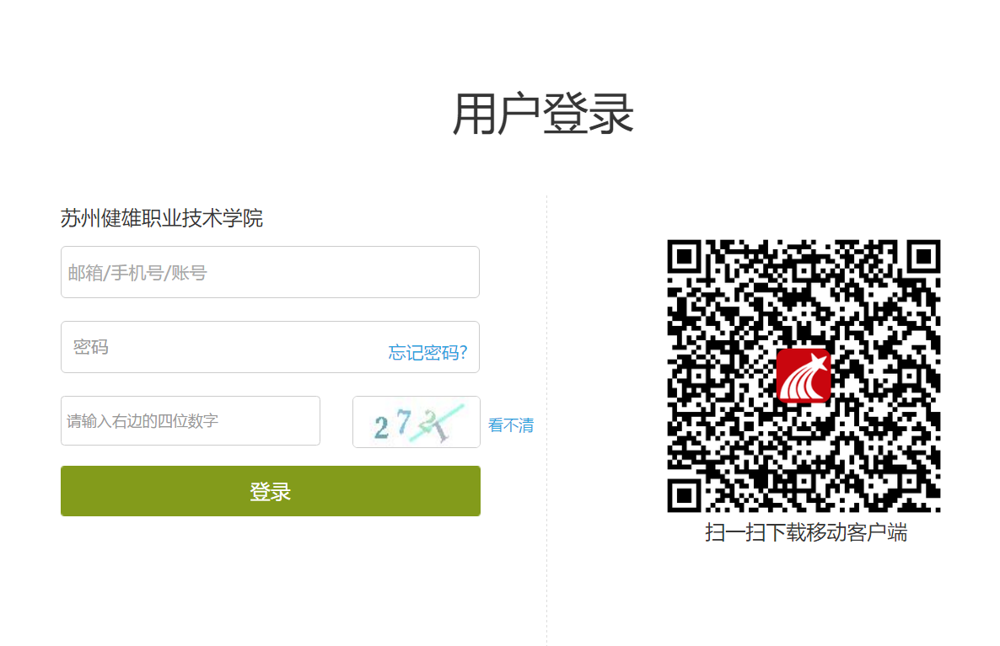 用户登录
苏州健雄职业技术学院
邮箱/手机号/账号
密码
忘记密码?
请输入右边的四位数字
看不清
登录
扫一扫下载移动客户端